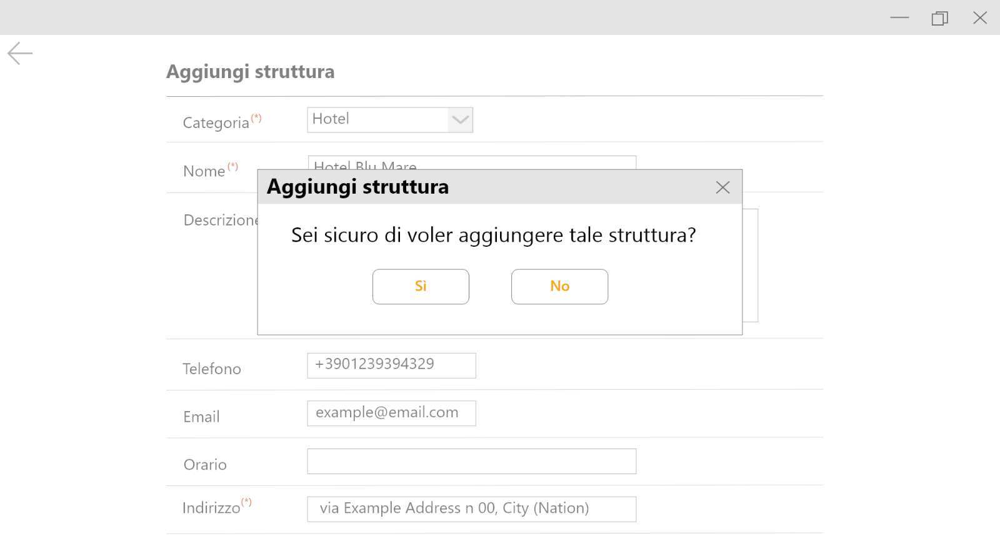 Aggiungi struttura
Categoria(*) Hotel
Nome(*) Hotel Blu Mare
Aggiungi struttura
Descrizione
Sei sicuro di voler aggiungere tale struttura?
Sì No
Telefono +3901239394329
Email example@email.com
Orario
Indirizzo(*) via Example Address n 00, City (Nation)